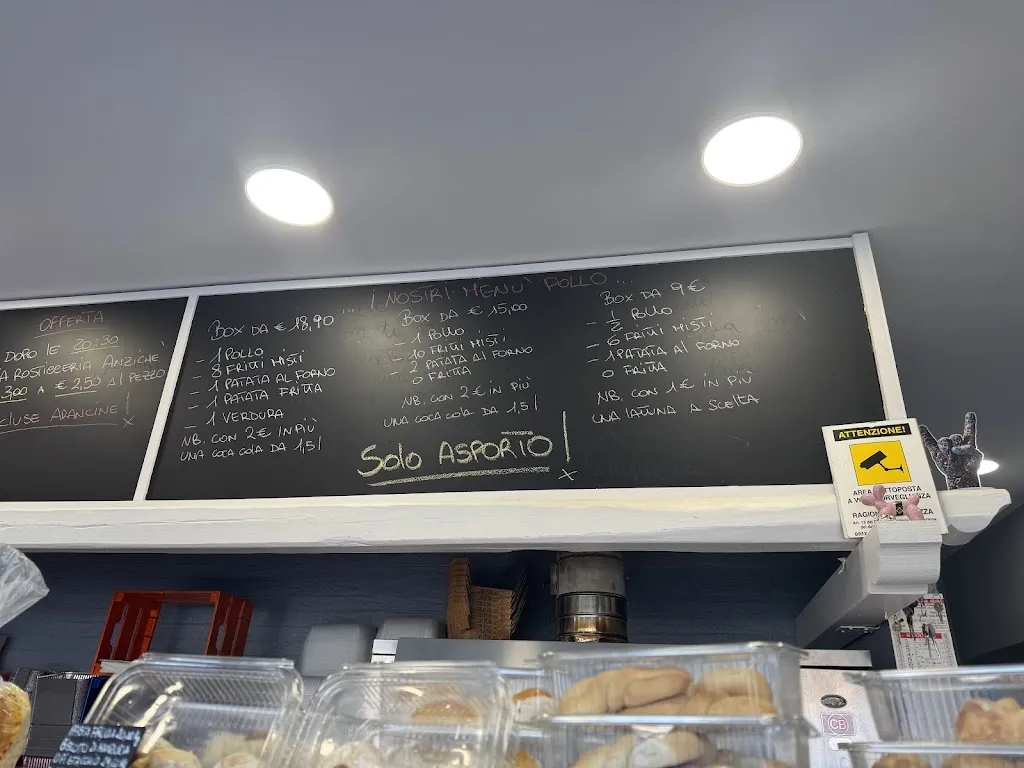 OFFERTA
DOPO LE 20:30
A ROSTICCERIA ANZICHÈ
3,00 A € 2,50 AL PEZZO
CLUSE ARANCINE!
X
I NOSTRI MENU' POLLO...
BOX DA € 18,90
- 1 POLLO
- 8 FRITTI MISTI
- 1 PATATA AL FORNO
- 1 PATATA FRITTA
- 1 VERDURA
NB. CON 2€ IN PIÙ
UNA COCA COLA DA 1,5 l
BOX DA € 15,00
- 1 POLLO
- 10 FRITTI MISTI
- 2 PATATA AL FORNO
O FRITTA
NB. CON 2€ IN PIÙ
UNA COCA COLA DA 1,5 l
BOX DA 9€
- ½ POLLO
- 6 FRITTI MISTI
- 1 PATATA AL FORNO
O FRITTA
NB. CON 1€ IN PIÙ
UNA LATTINA A SCELTA
Solo ASPORTO!
X
ATTENZIONE!
AREA
A
RAGION
CB